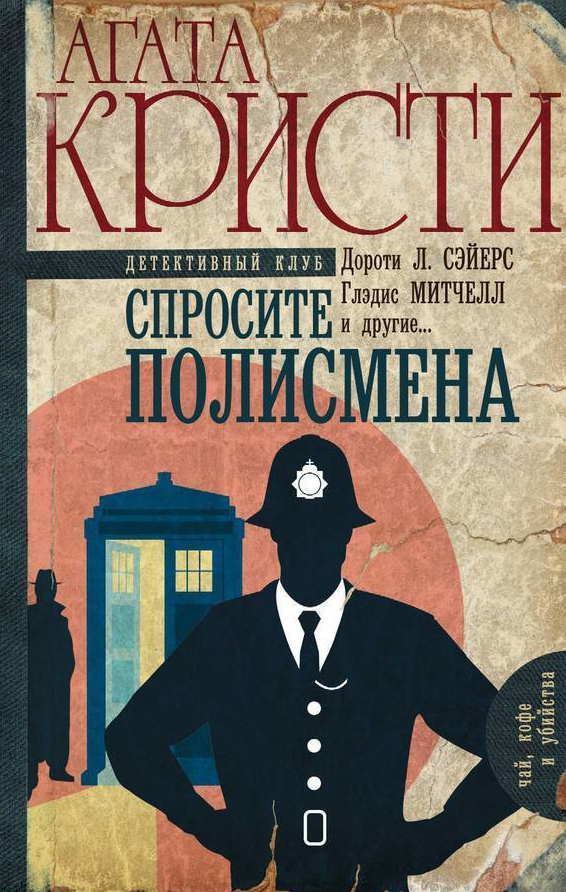 АГАТА
КРИСТИ
ДЕТЕКТИВНЫЙ КЛУБ
Дороти Л. СЭЙЕРС
Глэдис МИТЧЕЛЛ
и другие...
СПРОСИТЕ
ПОЛИСМЕНА
чай, кофе
и убийства